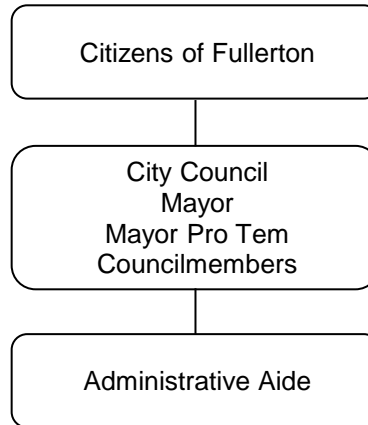 Citizens of Fullerton
City Council
Mayor
Mayor Pro Tem
Councilmembers
Administrative Aide